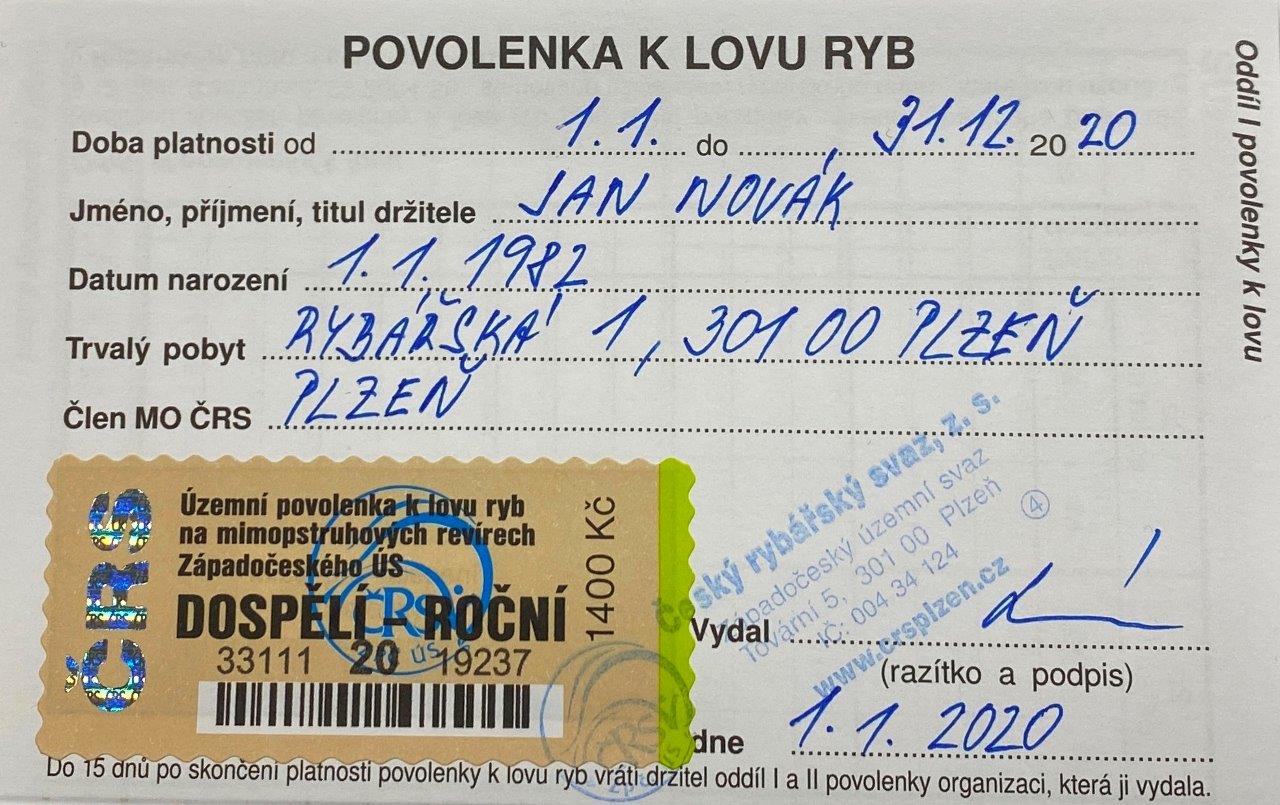 POVOLENKA K LOVU RYB
Oddíl I povolenky k lovu
Doba platnosti od 1.1. do 31.12. 20 20
Jméno, příjmení, titul držitele JAN NOVÁK
Datum narození 1.1.1982
Trvalý pobyt RYBÁŘSKÁ 1, 301 00 PLZEŇ
Člen MO ČRS PLZEŇ
ČRS
Územní povolenka k lovu ryb
na mimopstruhových revírech
Západočeského ÚS
DOSPĚLÍ – ROČNÍ
33111 20 19237
1400 Kč
ČRS
český rybářský svaz, z. s.
Západočeský územní svaz
Tovární 5, 301 00 Plzeň
IČ: 004 34 124
www.crsplzen.cz
4
Vydal
(razítko a podpis)
dne 1.1.2020
Do 15 dnů po skončení platnosti povolenky k lovu ryb vrátí držitel oddíl I a II povolenky organizaci, která ji vydala.